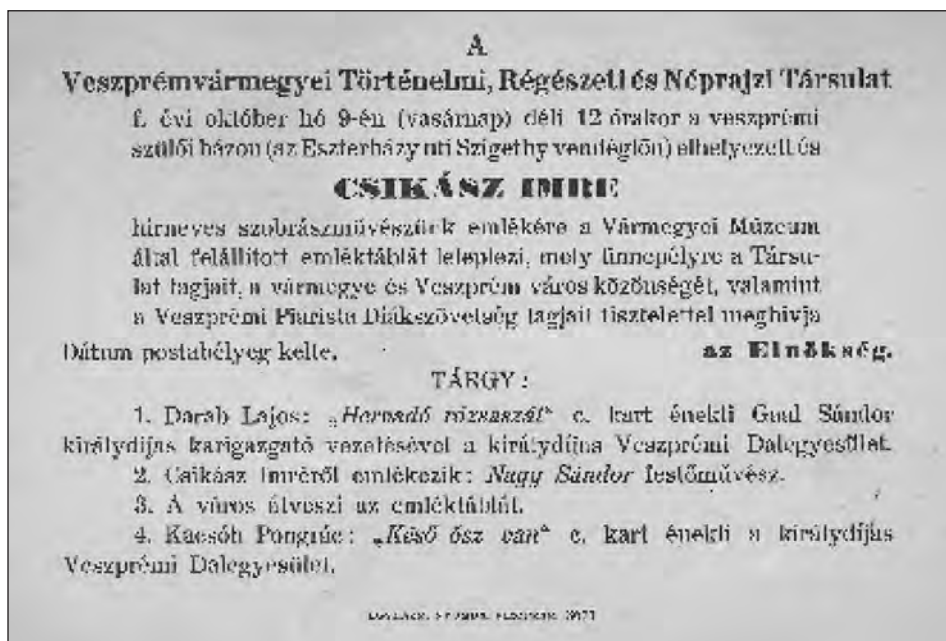 A
Veszprémvármegyei Történelmi, Régészeti és Néprajzi Társulat
f. évi október hó 9-én (vasárnap) déli 12 órakor a veszprémi
szülői házon (az Eszterházy uti Szigethy vendéglőn) elhelyezett és
CSIKÁSZ IMRE
hírneves szobrászművészünk emlékére a Vármegyei Múzeum
által felállított emléktáblát leleplezi, mely ünnepélyre a Társu-
lat tagjait, a vármegye és Veszprém város közönségét, valamint
a Veszprémi Piarista Diákszövetség tagjait tisztelettel meghívja
Dátum postabélyeg kelte. az Elnökség.
TÁRGY:
1. Darab Lajos: „Hervadó rózsaszál“ c. kart énekli Gaal Sándor
királydíjas karigazgató vezetésével a királydíjas Veszprémi Dalegyesület.
2. Csikász Imréről emlékezik: Nagy Sándor festőművész.
3. A város átveszi az emléktáblát.
4. Kacsóh Pongrác: „Késő ősz van“ c. kart énekli a királydíjas
Veszprémi Dalegyesület.